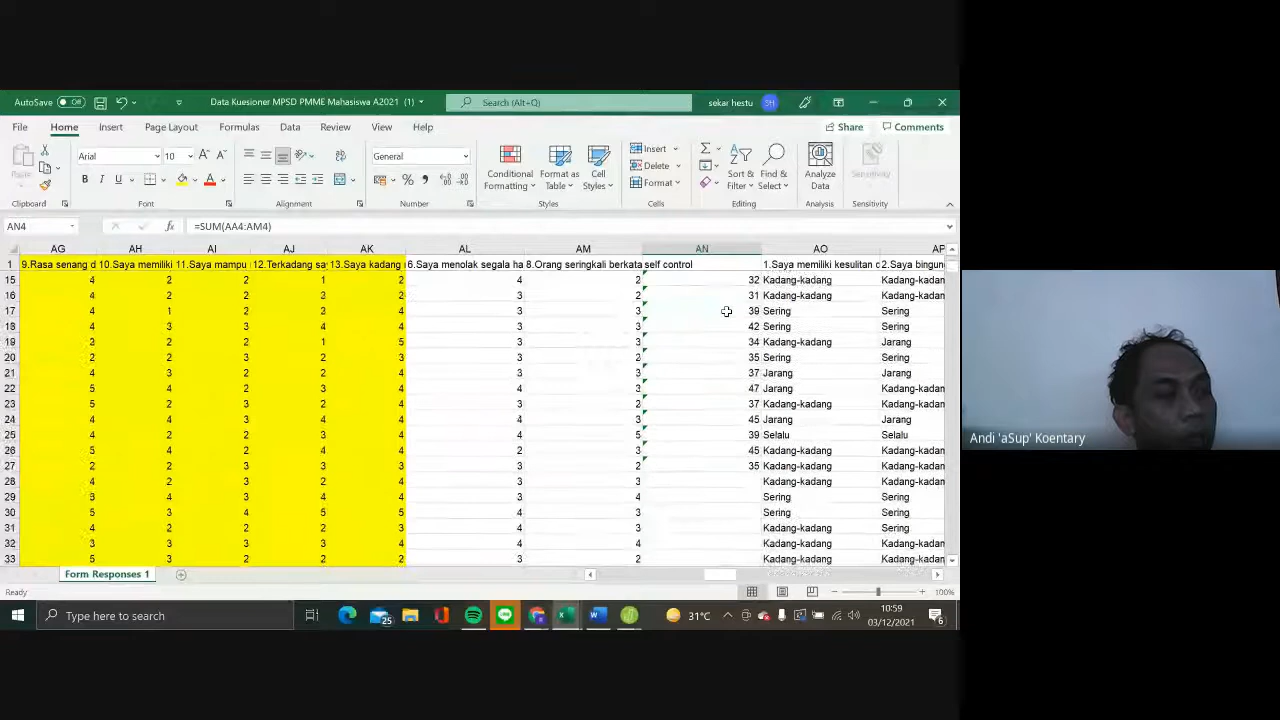 AutoSave Off Data Kuesioner MPSD PMME Mahasiswa A2021 (1) Search (Alt+Q) sekar hestu SH
File Home Insert Page Layout Formulas Data Review View Help Share Comments
Arial 10 General
Paste B I U Conditional Formatting Format as Table Cell Styles Insert Delete Format Sort & Filter Find & Select Analyze Data Sensitivity
Clipboard Font Alignment Number Styles Cells Editing Analysis Sensitivity
AN4 =SUM(AA4:AM4)
AG AH AI AJ AK AL AM AN AO AP
1 9.Rasa senang d 10.Saya memiliki 11.Saya mampu 12.Terkadang sa 13.Saya kadang 6.Saya menolak segala ha 8.Orang seringkali berkata self control 1.Saya memiliki kesulitan 2.Saya bingun
15 4 2 2 1 2 4 2 32 Kadang-kadang Kadang-kadan
16 4 2 2 3 2 3 2 31 Kadang-kadang Kadang-kadan
17 4 1 2 2 4 3 3 39 Sering Sering
18 4 3 3 4 4 3 3 42 Sering Sering
19 3 2 2 1 5 3 3 34 Kadang-kadang Jarang
20 2 2 3 2 3 3 2 35 Sering Sering
21 4 3 2 2 4 3 3 37 Jarang Jarang
22 5 4 2 3 4 4 3 47 Jarang Kadang-kadan
23 5 2 3 2 4 3 2 37 Kadang-kadang Kadang-kadan
24 4 4 3 4 4 3 3 45 Jarang Jarang
25 4 2 2 3 4 4 5 39 Selalu Selalu
26 5 4 2 4 4 2 3 45 Kadang-kadang Kadang-kadan
27 2 2 3 3 3 3 2 35 Kadang-kadang Kadang-kadan
28 4 2 3 2 4 3 3 Kadang-kadang Kadang-kadan
29 3 4 3 4 4 3 4 Sering Sering
30 5 3 4 5 5 4 3 Sering Sering
31 4 2 2 2 3 4 3 Kadang-kadang Sering
32 3 3 2 3 4 4 4 Kadang-kadang Kadang-kadan
33 5 3 2 2 2 3 2 Kadang-kadang Kadang-kadan
Form Responses 1
Ready 100%
Type here to search 25 31°C 10:59
03/12/2021 6
Andi 'aSup' Koentary